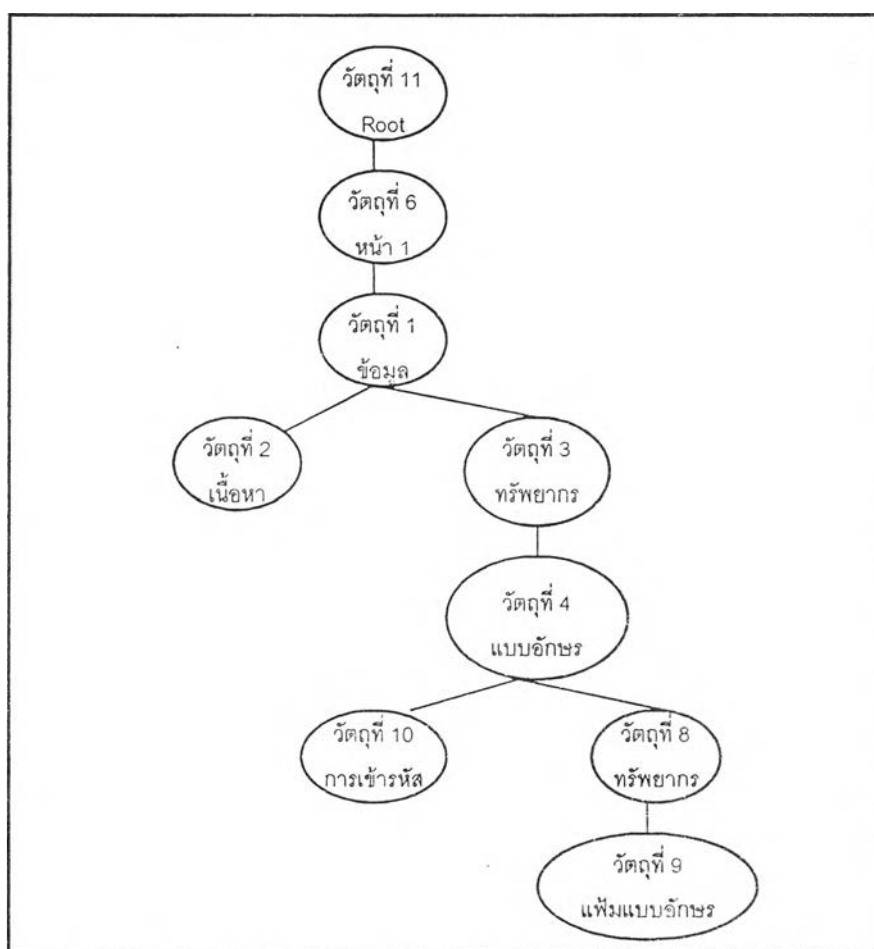 วัตถุที่ 11
Root
วัตถุที่ 6
หน้า 1
วัตถุที่ 1
ข้อมูล
วัตถุที่ 2
เนื้อหา
วัตถุที่ 3
ทรัพยากร
วัตถุที่ 4
แบบอักษร
วัตถุที่ 10
การเข้ารหัส
วัตถุที่ 8
ทรัพยากร
วัตถุที่ 9
แฟ้มแบบอักษร